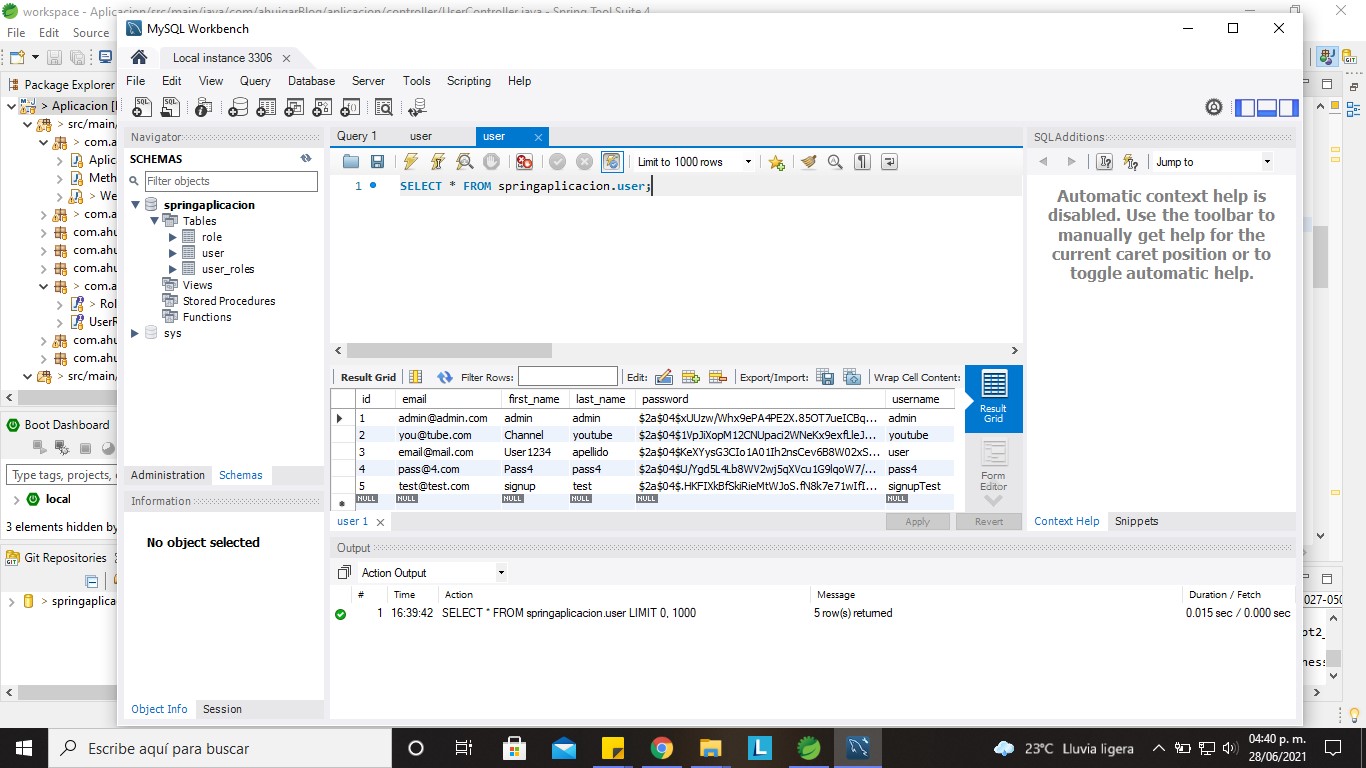 workspace - Aplicacion/src/main/java/com/ahuigarBlog/aplicacion/controller/UserController.java - Spring Tool Suite 4
File Edit Source
MySQL Workbench
Local instance 3306
File Edit View Query Database Server Tools Scripting Help
Package Explorer
> Aplicacion [
> src/main/
> com.a
Aplic
Meth
> We
> com.a
com.ahu
com.ahu
com.ahu
> com.a
> Rol
UserR
com.ahu
com.ahu
> src/main/
Boot Dashboard
Type tags, projects,
local
3 elements hidden by
Git Repositories
> springaplica
Navigator
SCHEMAS
Filter objects
springaplicacion
Tables
role
user
user_roles
Views
Stored Procedures
Functions
sys
Administration Schemas
Information
No object selected
Object Info Session
Query 1 user user
Limit to 1000 rows
1 SELECT * FROM springaplicacion.user;
Result Grid Filter Rows: Edit: Export/Import: Wrap Cell Content:
id email first_name last_name password username
1 admin@admin.com admin admin $2a$04$xUUzw/Whx9ePA4PE2X.85OT7ueICBq... admin
2 you@tube.com Channel youtube $2a$04$1VpJiXopM12CNUpaci2WNeKx9exfLleJ... youtube
3 email@mail.com User1234 apellido $2a$04$KeXYysG3CIo1A01Ih2nsCev6B8W02xS... user
4 pass@4.com Pass4 pass4 $2a$04$U/Ygd5L4Lb8WV2wj5qXVcu1G9lqoW7/... pass4
5 test@test.com signup test $2a$04$.HKFIXkBfSkiRieMtWJoS.fN8k7e71wIfI... signupTest
NULL NULL NULL NULL NULL NULL
Result Grid
Form Editor
user 1
Apply Revert
SQLAdditions
Jump to
Automatic context help is
disabled. Use the toolbar to
manually get help for the
current caret position or to
toggle automatic help.
Context Help Snippets
Output
Action Output
# Time Action Message Duration / Fetch
1 16:39:42 SELECT * FROM springaplicacion.user LIMIT 0, 1000 5 row(s) returned 0.015 sec / 0.000 sec
027-050
pt2_
ness
Escribe aquí para buscar
L
23°C Lluvia ligera
04:40 p. m.
28/06/2021